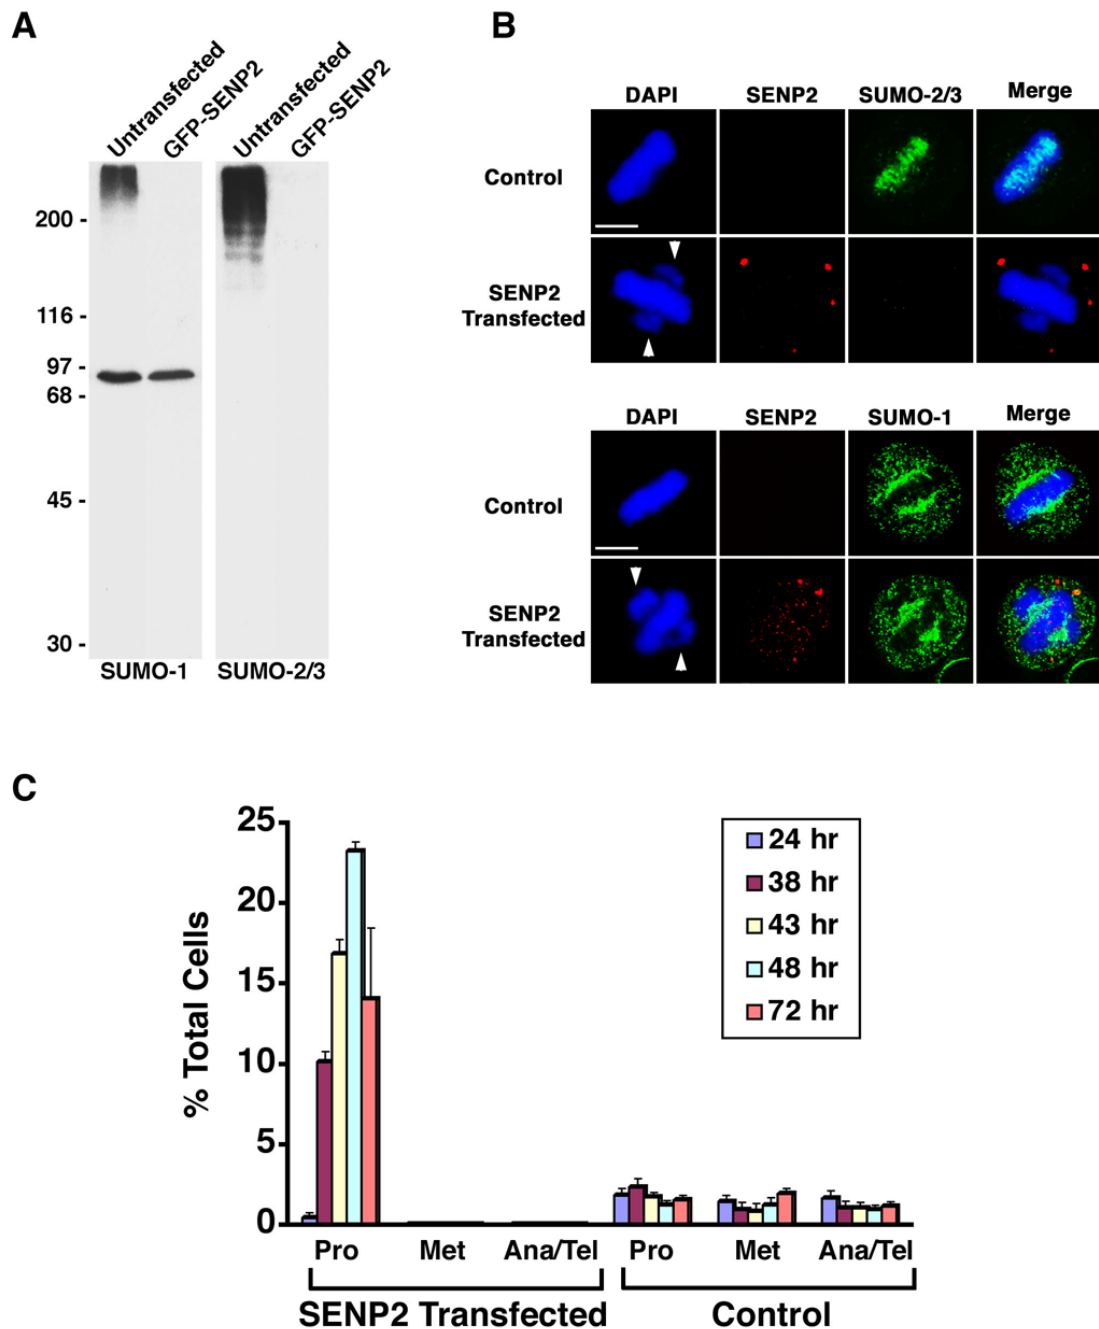 A
Untransfected
GFP-SENP2
Untransfected
GFP-SENP2
200 -
116 -
97 -
68 -
45 -
30 -
SUMO-1
SUMO-2/3
B
DAPI SENP2 SUMO-2/3 Merge
Control
SENP2
Transfected
DAPI SENP2 SUMO-1 Merge
Control
SENP2
Transfected
C
% Total Cells
25
20
15
10
5
0
24 hr
38 hr
43 hr
48 hr
72 hr
Pro Met Ana/Tel Pro Met Ana/Tel
SENP2 Transfected Control